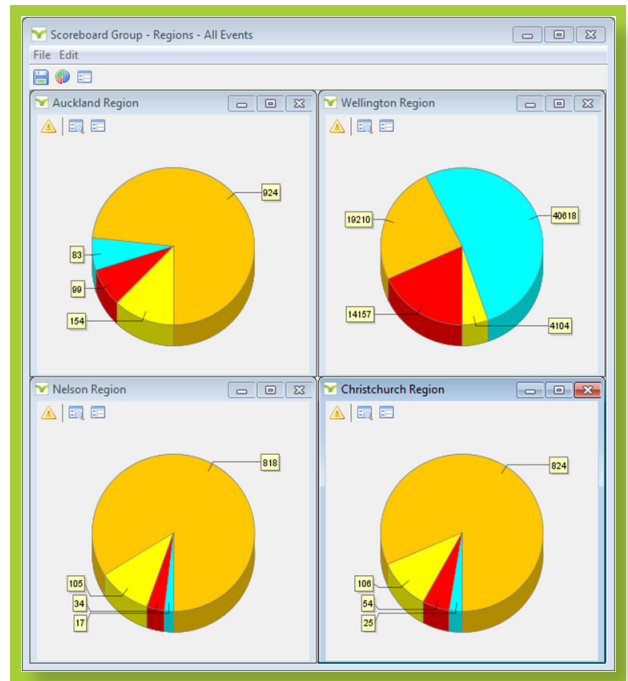 Scoreboard Group - Regions - All Events
File Edit
Auckland Region
924
83
99
154
Wellington Region
19210
40618
14157
4104
Nelson Region
818
105
34
17
Christchurch Region
824
106
54
25